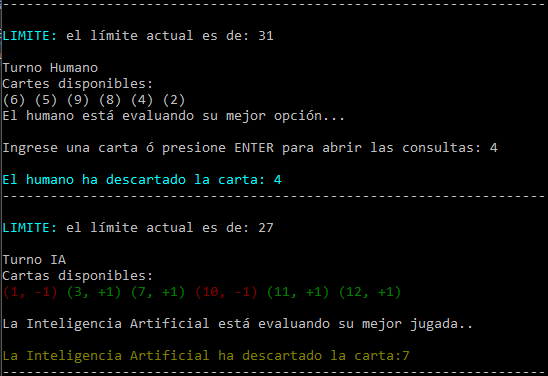 LIMITE: el límite actual es de: 31
Turno Humano
Cartes disponibles:
(6) (5) (9) (8) (4) (2)
El humano está evaluando su mejor opción...
Ingrese una carta ó presione ENTER para abrir las consultas: 4
El humano ha descartado la carta: 4
LIMITE: el límite actual es de: 27
Turno IA
Cartas disponibles:
(1, -1) (3, +1) (7, +1) (10, -1) (11, +1) (12, +1)
La Inteligencia Artificial está evaluando su mejor jugada..
La Inteligencia Artificial ha descartado la carta:7